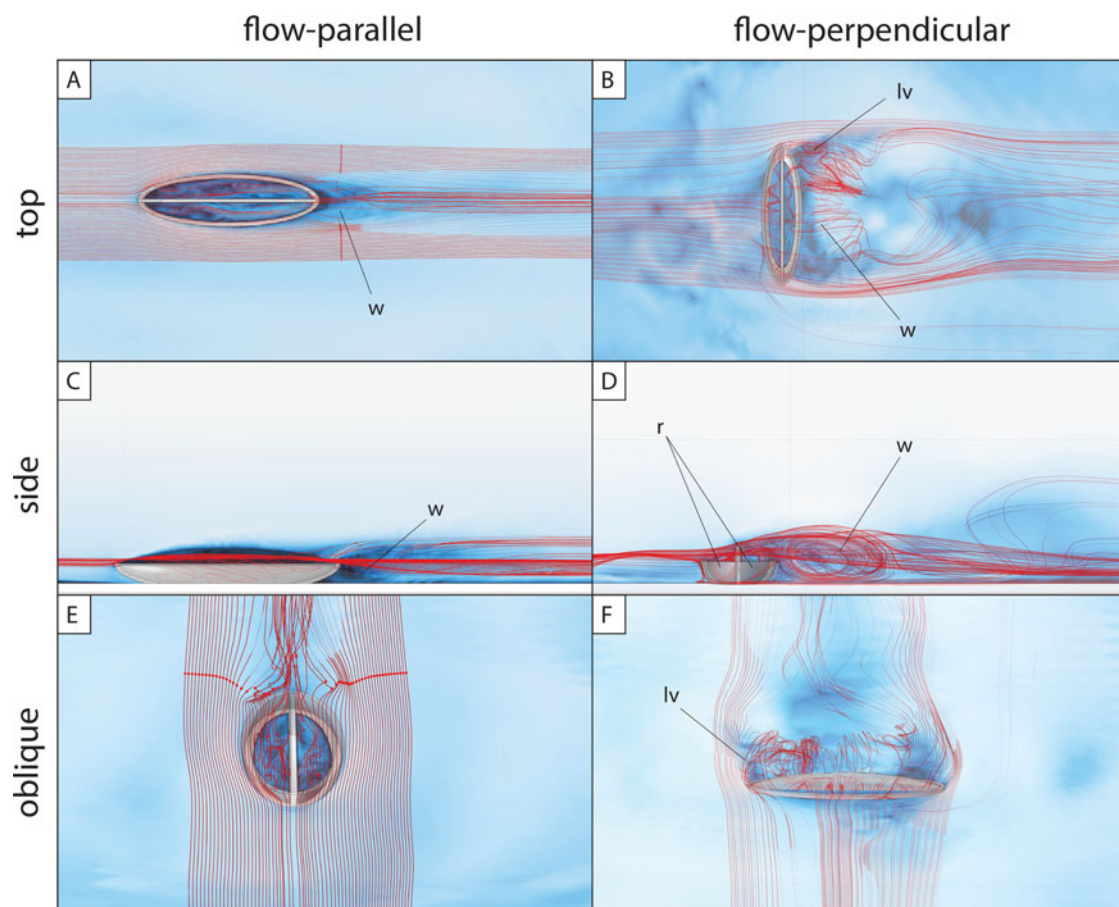 flow-parallel
flow-perpendicular
top
A
w
B
lv
w
side
C
w
D
r
w
oblique
E
F
lv